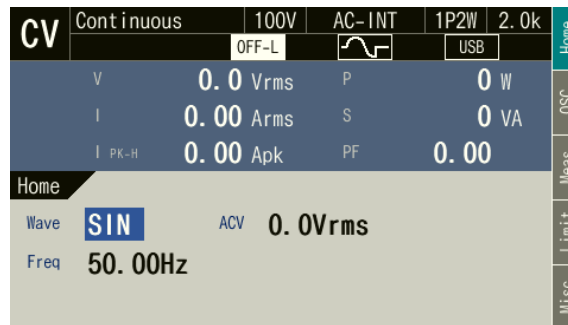 CV Continuous 100V AC-INT 1P2W 2.0k
OFF-L USB
V 0.0 Vrms P 0 W
I 0.00 Arms S 0 VA
I PK-H 0.00 Apk PF 0.00
Home
Wave SIN ACV 0.0Vrms
Freq 50.00Hz
Home
OSC
Meas
Limit
Misc